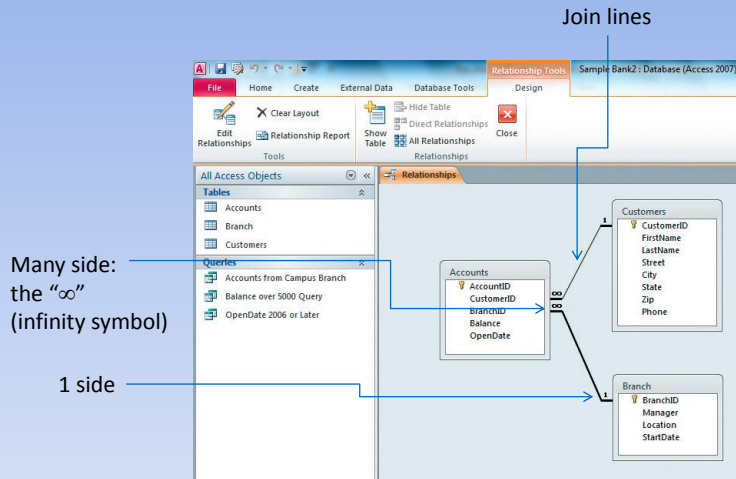 Join lines
Relationship Tools
Sample Bank2 : Database (Access 2007)
File Home Create External Data Database Tools Design
Edit Relationships
Clear Layout
Relationship Report
Tools
Show Table
Hide Table
Direct Relationships
All Relationships
Close
Relationships
All Access Objects
Relationships
Tables
Accounts
Branch
Customers
Queries
Accounts from Campus Branch
Balance over 5000 Query
OpenDate 2006 or Later
Many side:
the “∞”
(infinity symbol)
1 side
Accounts
AccountID
CustomerID
BranchID
Balance
OpenDate
∞
∞
1
Customers
CustomerID
FirstName
LastName
Street
City
State
Zip
Phone
1
Branch
BranchID
Manager
Location
StartDate